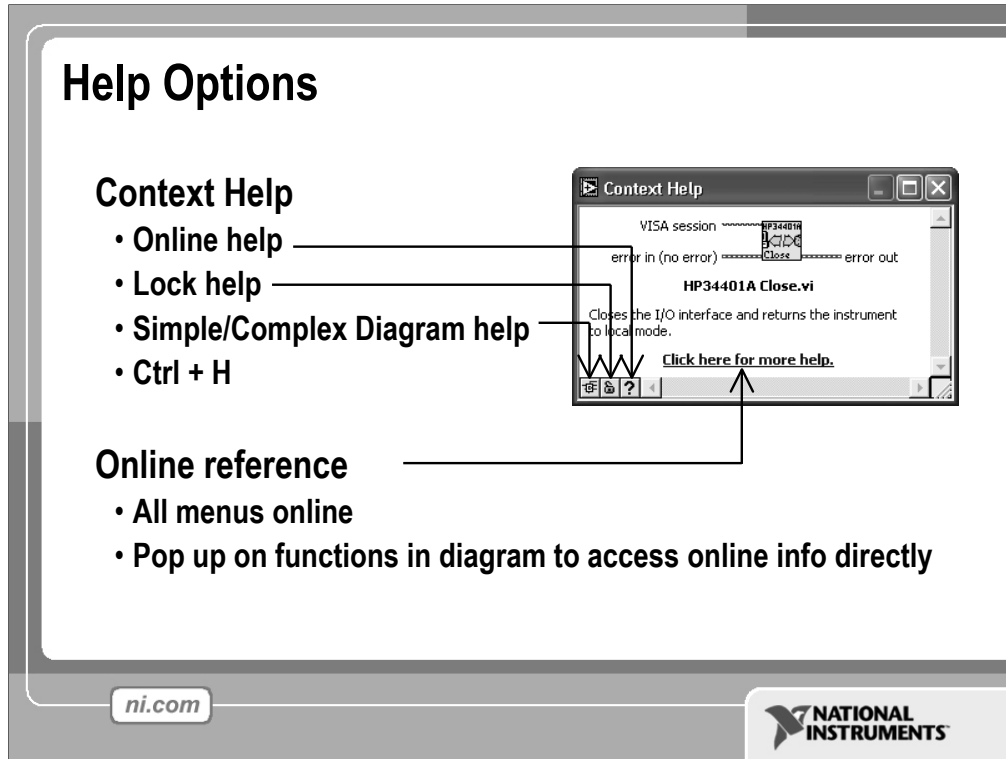 Help Options
Context Help
• Online help
• Lock help
• Simple/Complex Diagram help
• Ctrl + H
Context Help
VISA session
HP34401A
Close
error in (no error)
error out
HP34401A Close.vi
Closes the I/O interface and returns the instrument
to local mode.
Click here for more help.
?
Online reference
• All menus online
• Pop up on functions in diagram to access online info directly
ni.com
NATIONAL
INSTRUMENTS